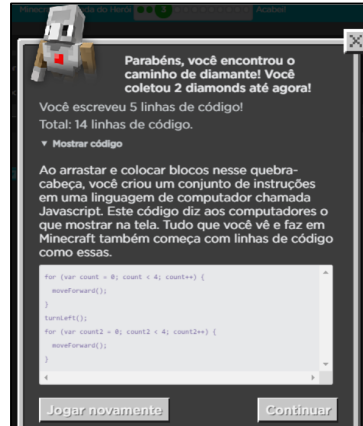 Parabéns, você encontrou o
caminho de diamante! Você
coletou 2 diamonds até agora!
Você escreveu 5 linhas de código!
Total: 14 linhas de código.
▼ Mostrar código
Ao arrastar e colocar blocos nesse quebra-
cabeça, você criou um conjunto de instruções
em uma linguagem de computador chamada
Javascript. Este código diz aos computadores o
que mostrar na tela. Tudo que você vê e faz em
Minecraft também começa com linhas de código
como essas.
for (var count = 0; count < 4; count++) {
moveForward();
}
turnLeft();
for (var count2 = 0; count2 < 4; count2++) {
moveForward();
}
Jogar novamente
Continuar